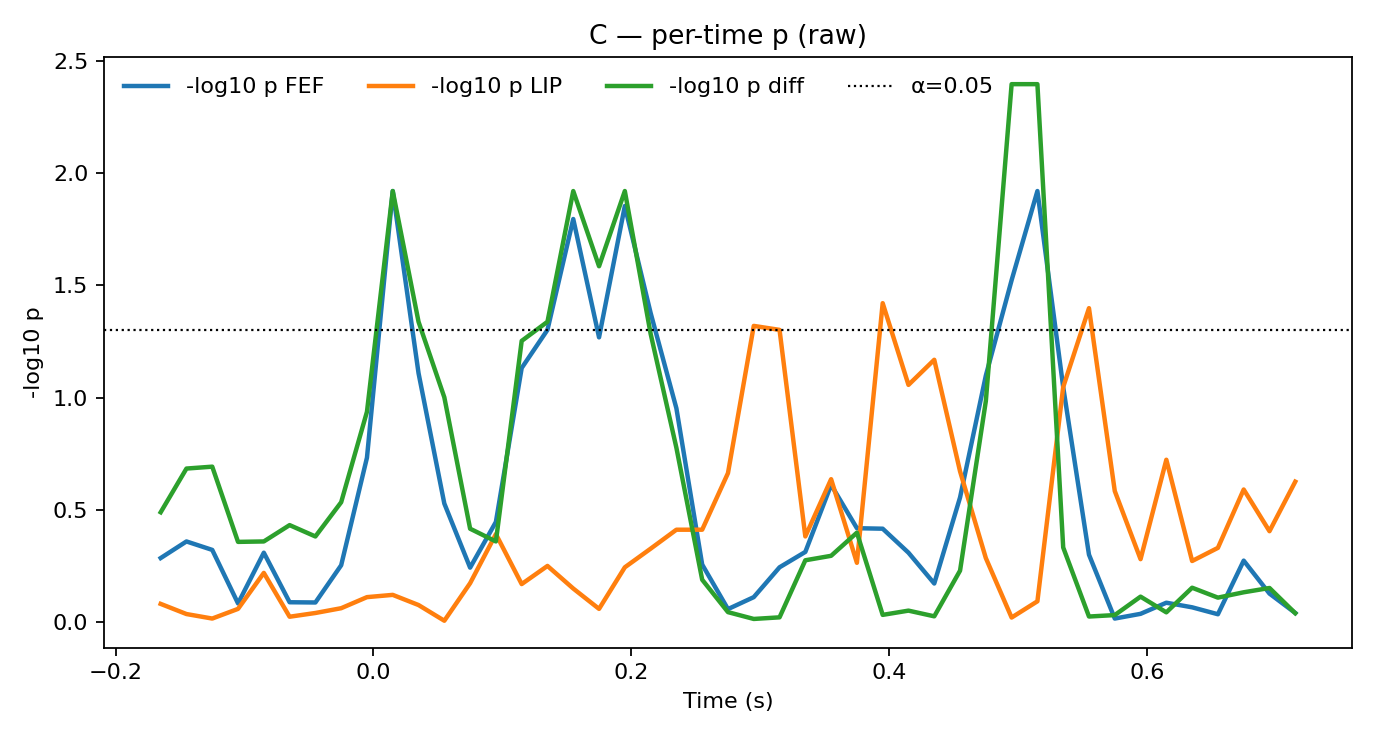 C — per-time p (raw)
-log10 p FEF
-log10 p LIP
-log10 p diff
α=0.05
2.5
2.0
1.5
1.0
0.5
0.0
-log10 p
−0.2
0.0
0.2
0.4
0.6
Time (s)